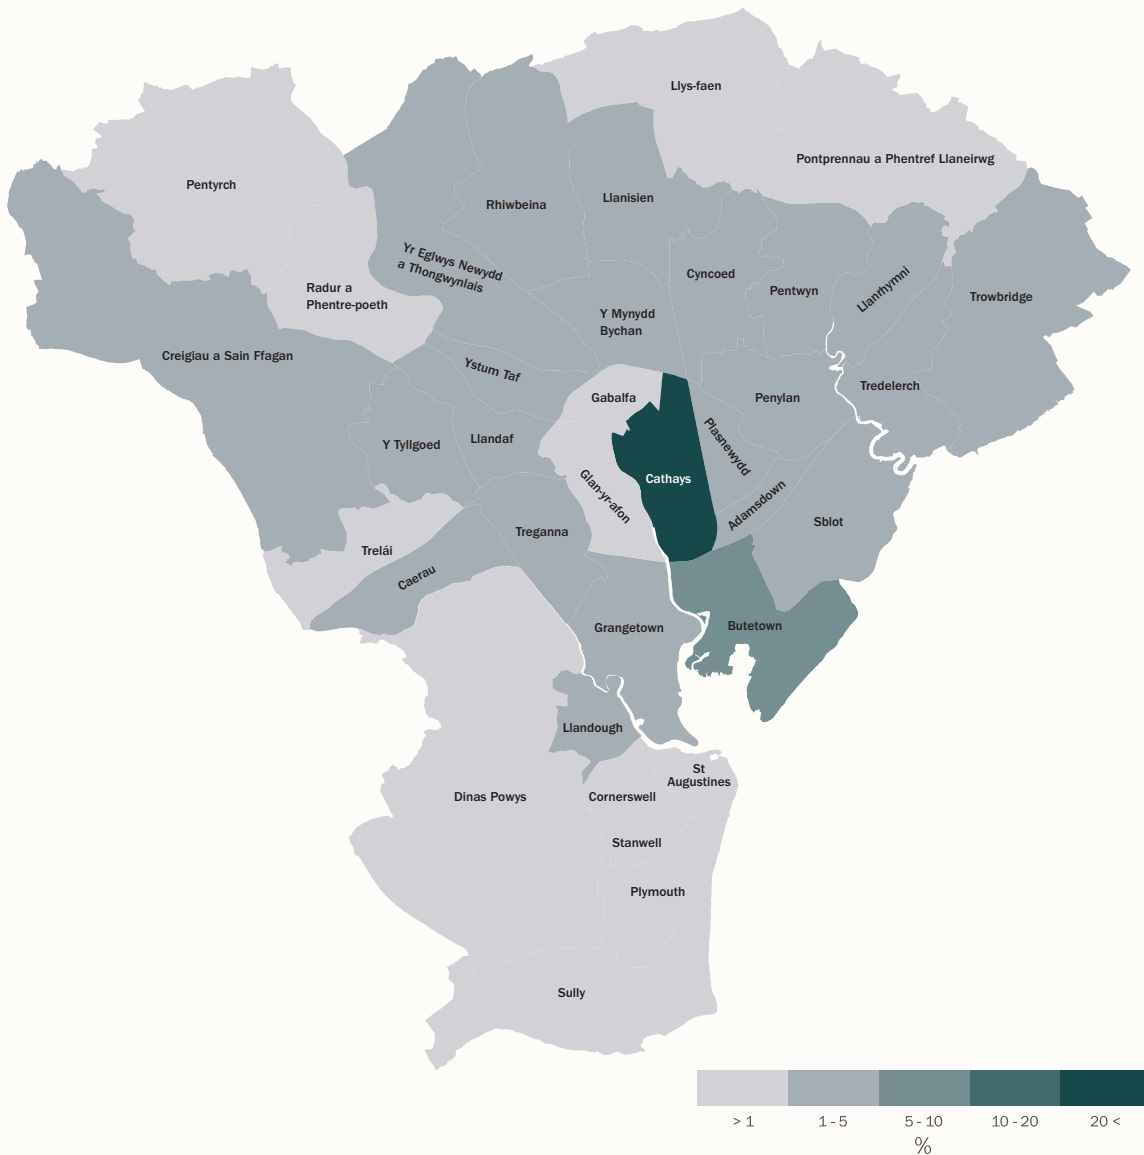 Llys-faen
Pontprennau a Phentref Llaneirwg
Pentyrch
Rhiwbeina
Llanisien
Yr Eglwys Newydd
a Thongwynlais
Cyncoed
Pentwyn
Llanrhymni
Trowbridge
Radur a
Phentre-poeth
Y Mynydd
Bychan
Creigiau a Sain Ffagan
Ystum Taf
Gabalfa
Penylan
Tredelerch
Y Tyllgoed
Llandaf
Plasnewydd
Cathays
Glan-yr-afon
Adamsdown
Sblot
Treganna
Trelái
Caerau
Grangetown
Butetown
Llandough
St
Augustines
Dinas Powys
Cornerswell
Stanwell
Plymouth
Sully
> 1
1 - 5
5 - 10
10 - 20
20 <
%